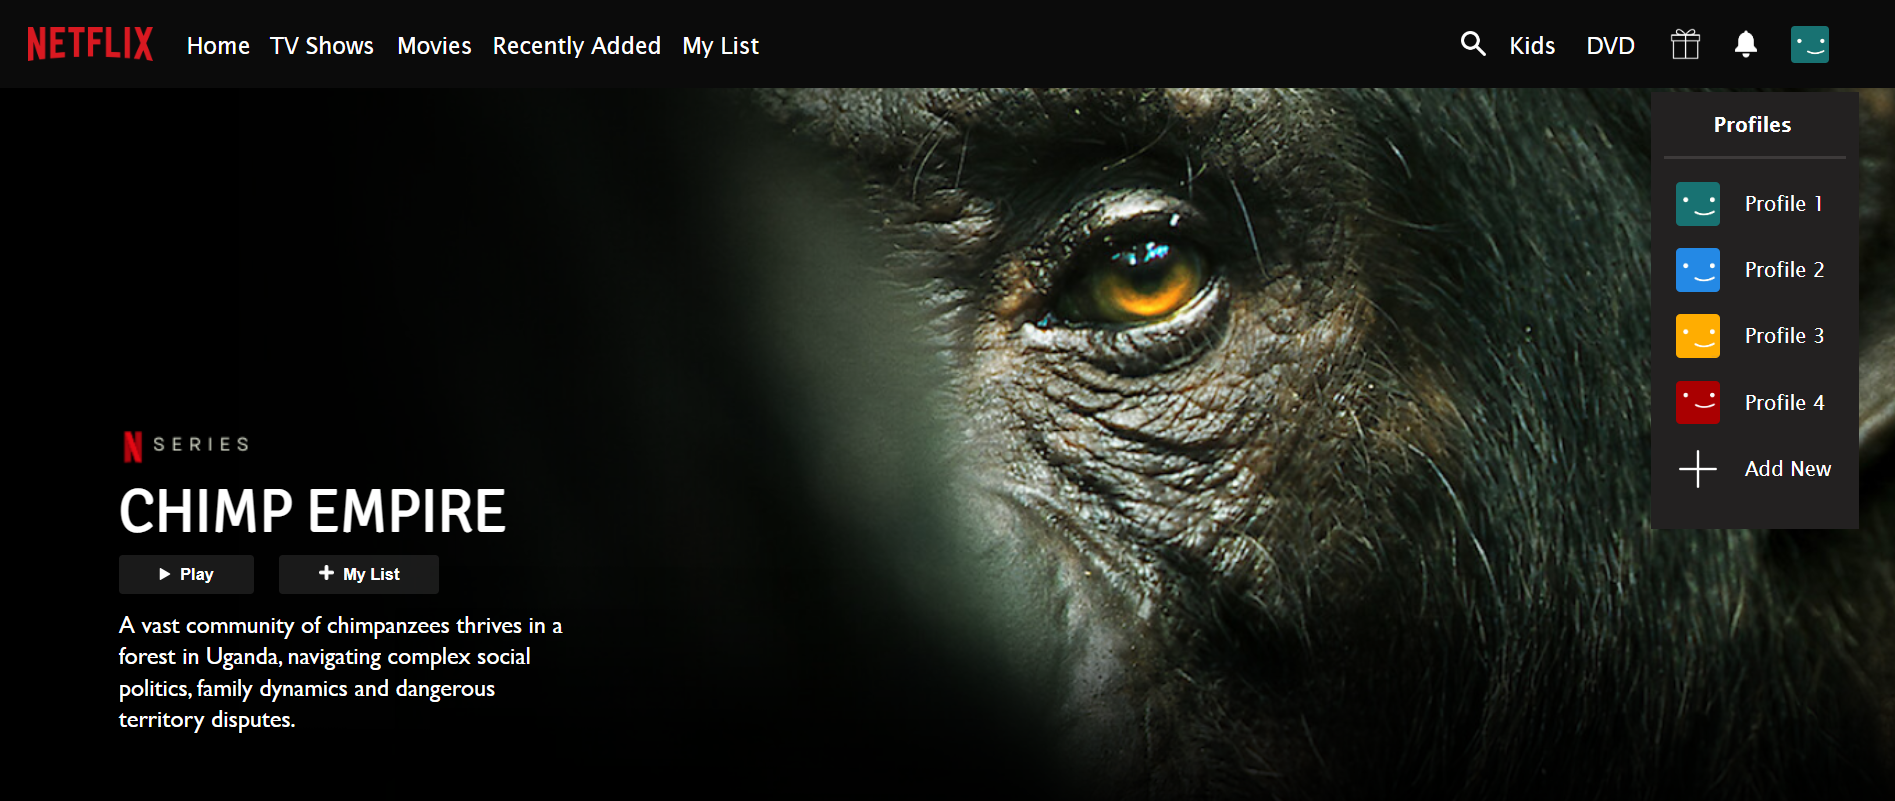 NETFLIX Home TV Shows Movies Recently Added My List Kids DVD
Profiles
Profile 1
Profile 2
Profile 3
Profile 4
Add New
N SERIES
CHIMP EMPIRE
Play My List
A vast community of chimpanzees thrives in a
forest in Uganda, navigating complex social
politics, family dynamics and dangerous
territory disputes.